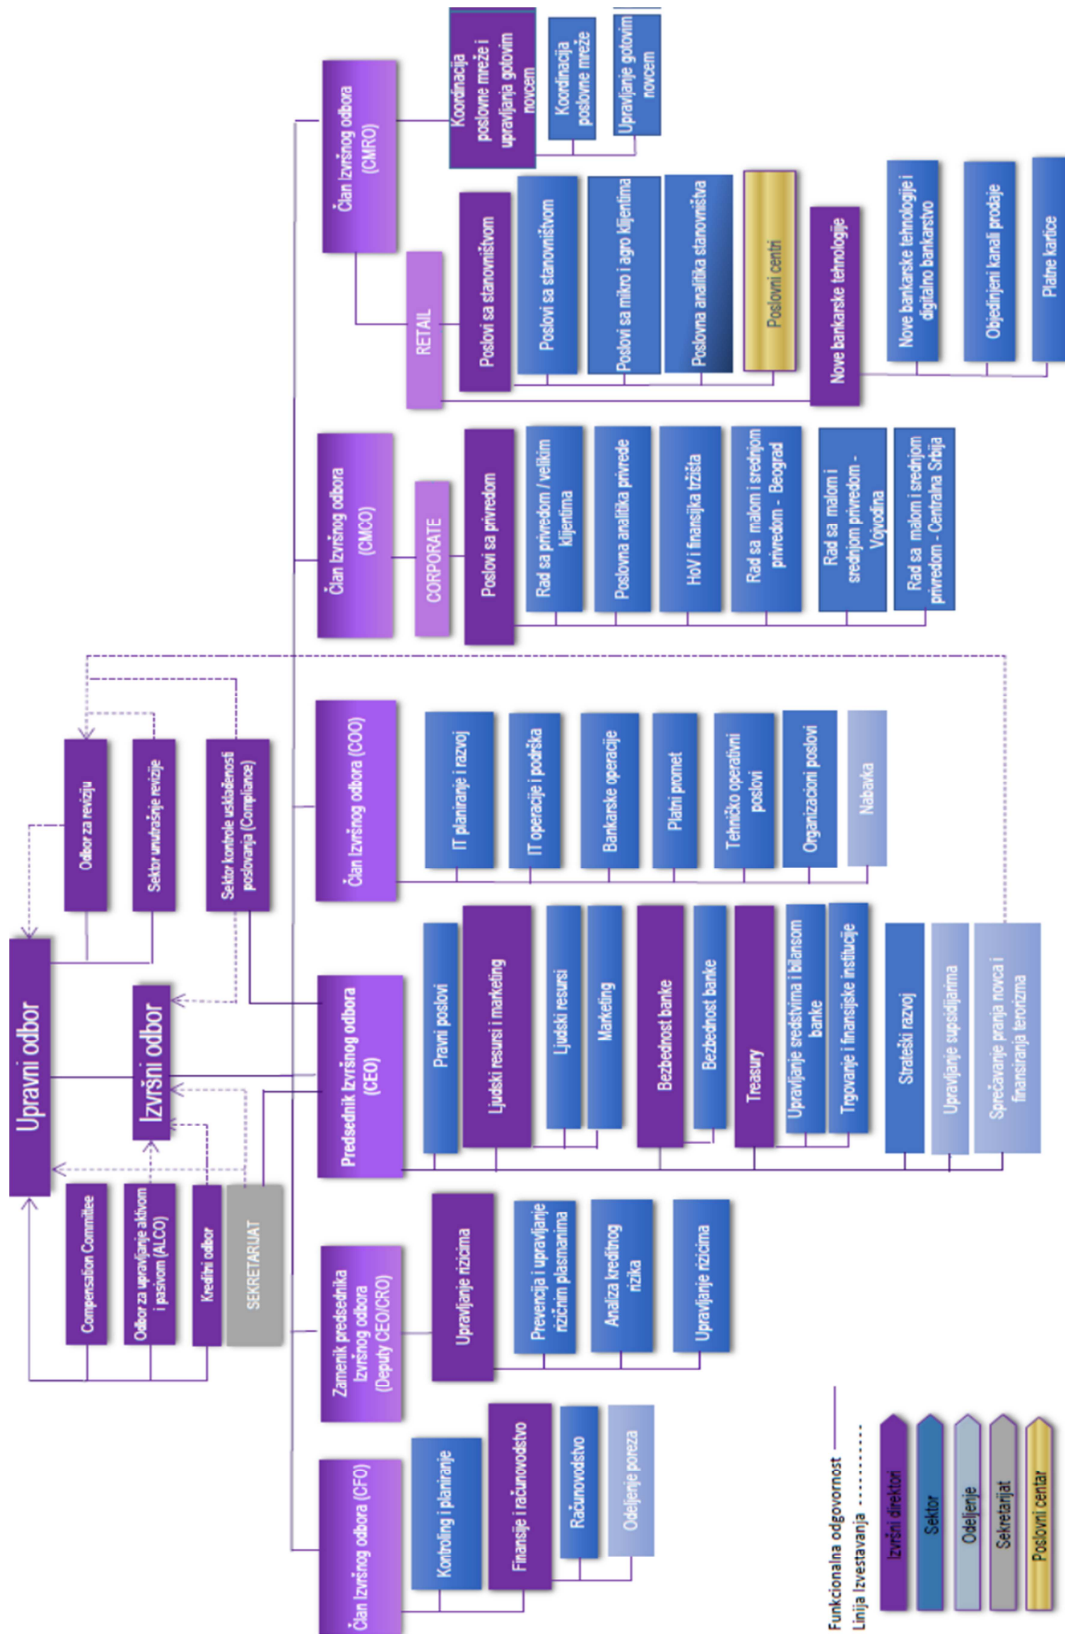 Upravni odbor
Odbor za reviziju
Sektor unutrašnje revizije
Sektor kontrole usklađenosti
poslovanja (Compliance)
Izvršni odbor
Compensation Committee
Odbor za upravljanje aktivom
i pasivom (ALCO)
Kreditni odbor
SEKRETARIJAT
Član Izvršnog odbora (CFO)
Kontroling i planiranje
Finansije i računovodstvo
Računovodstvo
Odeljenje poreza
Zamenik predsednika
Izvršnog odbora
(Deputy CEO/CRO)
Upravljanje rizicima
Prevencija i upravljanje
rizičnim plasmanima
Analiza kreditnog
rizika
Upravljanje rizicima
Predsednik Izvršnog odbora
(CEO)
Pravni poslovi
Ljudski resursi i marketing
Ljudski resursi
Marketing
Bezbednost banke
Bezbednost banke
Treasury
Upravljanje sredstvima i bilansom
banke
Trgovanje i finansijske institucije
Strateški razvoj
Upravljanje supsidijarima
Sprečavanje pranja novca i
finansiranja terorizma
Član Izvršnog odbora (COO)
IT planiranje i razvoj
IT operacije i podrška
Bankarske operacije
Platni promet
Tehničko operativni
poslovi
Organizacioni poslovi
Nabavka
Član Izvršnog odbora
(CMCO)
CORPORATE
Poslovi sa privredom
Rad sa privredom / velikim
klijentima
Poslovna analitika privrede
HoV i finansijka tržišta
Rad sa malom i srednjom
privredom - Beograd
Rad sa malom i
srednjom privredom -
Vojvodina
Rad sa malom i srednjom
privredom - Centralna Srbija
Član Izvršnog odbora
(CMRO)
RETAIL
Poslovi sa stanovništvom
Poslovi sa stanovništvom
Poslovi sa mikro i agro klijentima
Poslovna analitika stanovništva
Poslovni centri
Nove bankarske tehnologije
Nove bankarske tehnologije i
digitalno bankarstvo
Objedinjeni kanali prodaje
Platne kartice
Koordinacija
poslovne mreže i
upravljanja gotovim
novcem
Koordinacija
poslovne mreže
Upravljanje gotovim
novcem
Funkcionalna odgovornost
Linija Izvestavanja
Izvršni direktori
Sektor
Odeljenje
Sekretarijat
Poslovni centar